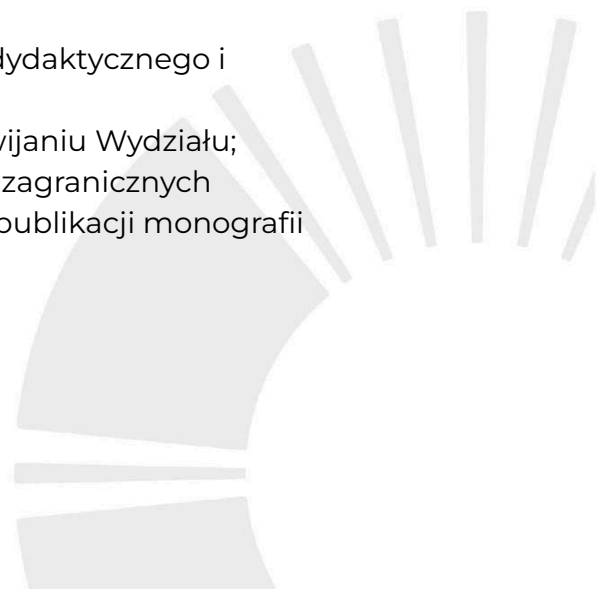 dydaktycznego i
wijaniu Wydziału;
zagranicznych
publikacji monografii